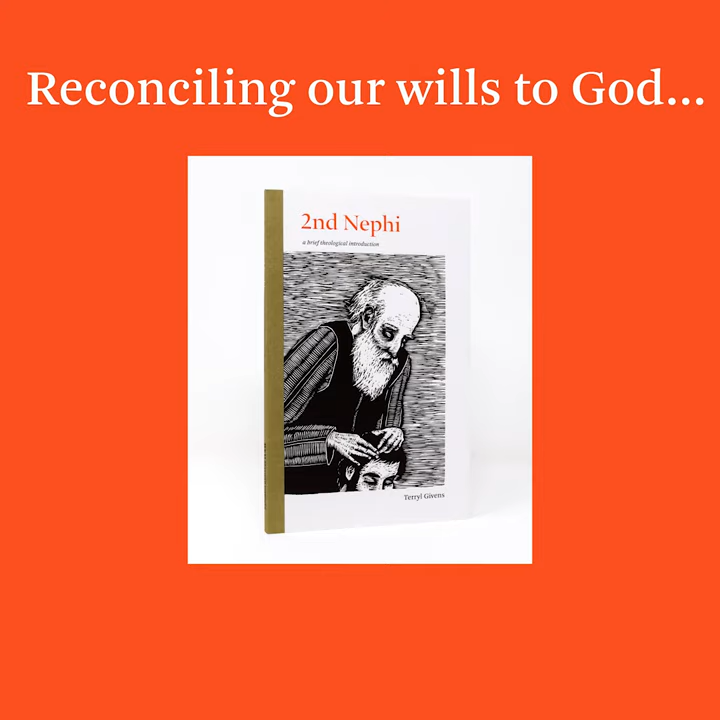 Reconciling our wills to God...
2nd Nephi
a brief theological introduction
Terryl Givens